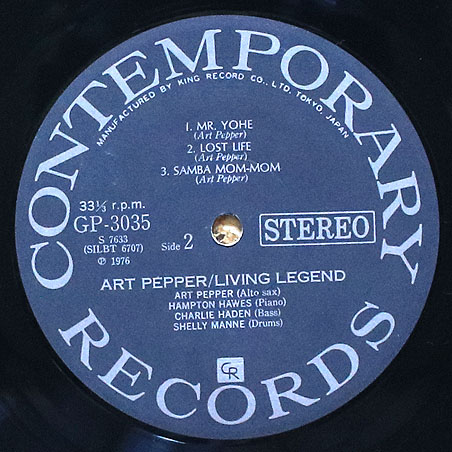 CONTEMPORARY RECORDS
MANUFACTURED BY KING RECORD CO., LTD. TOKYO, JAPAN
1. MR. YOHE
(Art Pepper)
2. LOST LIFE
(Art Pepper)
3. SAMBA MOM-MOM
(Art Pepper)
33⅓ r.p.m.
GP-3035
S 7633
(SILBT 6707)
℗ 1976
Side 2
STEREO
ART PEPPER/LIVING LEGEND
ART PEPPER (Alto sax)
HAMPTON HAWES (Piano)
CHARLIE HADEN (Bass)
SHELLY MANNE (Drums)
CR